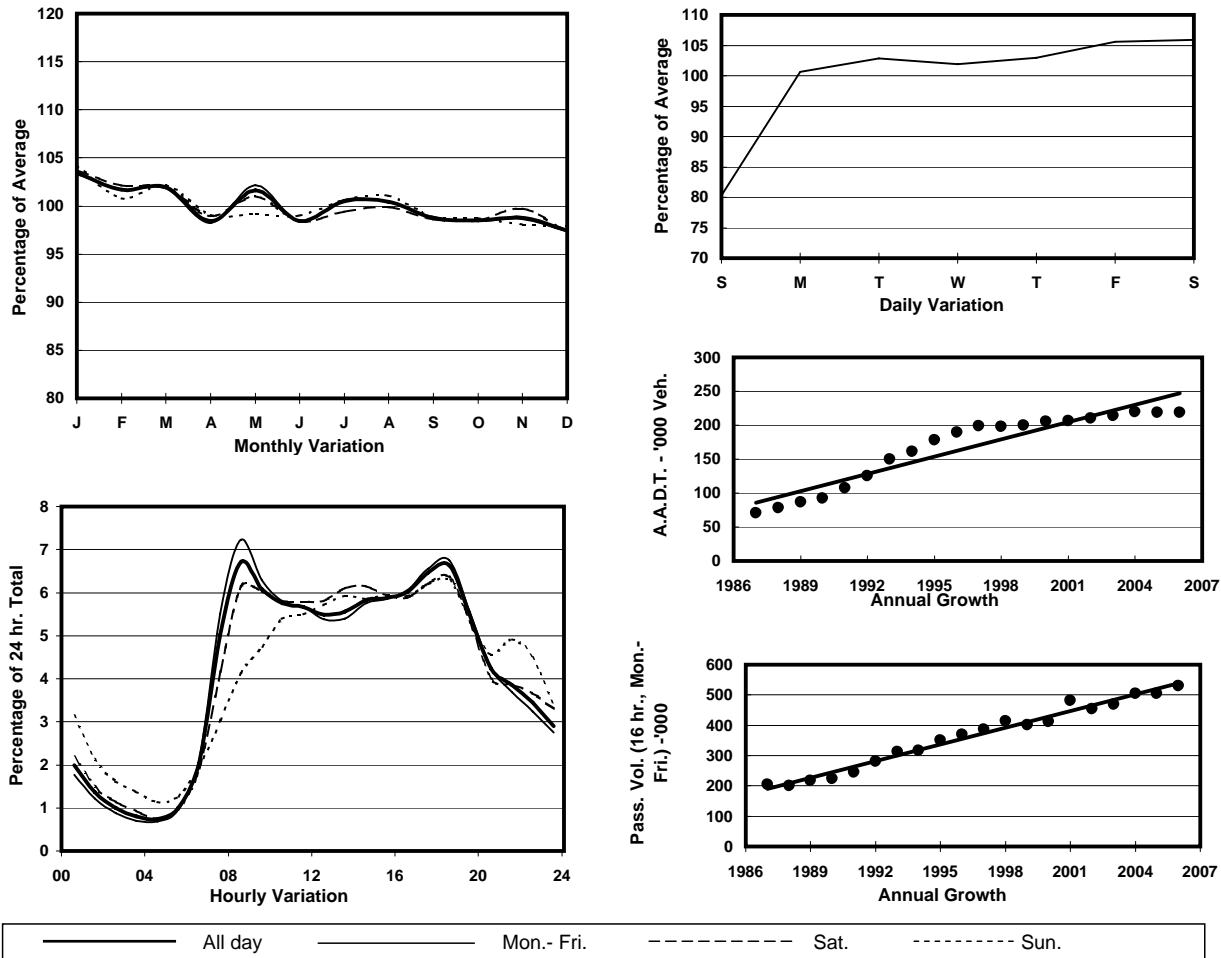 120
115
110
105
100
95
90
85
80
Percentage of Average
J F M A M J J A S O N D
Monthly Variation
110
105
100
95
90
85
80
75
70
Percentage of Average
S M T W T F S
Daily Variation
300
250
200
150
100
50
0
A.A.D.T. - '000 Veh.
1986 1989 1992 1995 1998 2001 2004 2007
Annual Growth
8
7
6
5
4
3
2
1
0
Percentage of 24 hr. Total
00 04 08 12 16 20 24
Hourly Variation
600
500
400
300
200
100
0
Pass. Vol. (16 hr., Mon.-
Fri.) -'000
1986 1989 1992 1995 1998 2001 2004 2007
Annual Growth
All day Mon.- Fri. Sat. Sun.